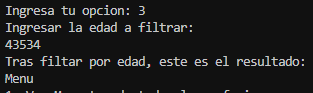 Ingresa tu opcion: 3
Ingresar la edad a filtrar:
43534
Tras filtar por edad, este es el resultado:
Menu